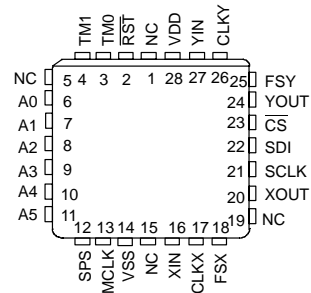 TM1 TM0 RST NC VDD YIN CLKY
NC 5 4 3 2 1 28 27 26 25 FSY
A0 6 24 YOUT
A1 7 23 CS
A2 8 22 SDI
A3 9 21 SCLK
A4 10 20 XOUT
A5 11 19 NC
12 13 14 15 16 17 18
SPS MCLK VSS NC XIN CLKX FSX